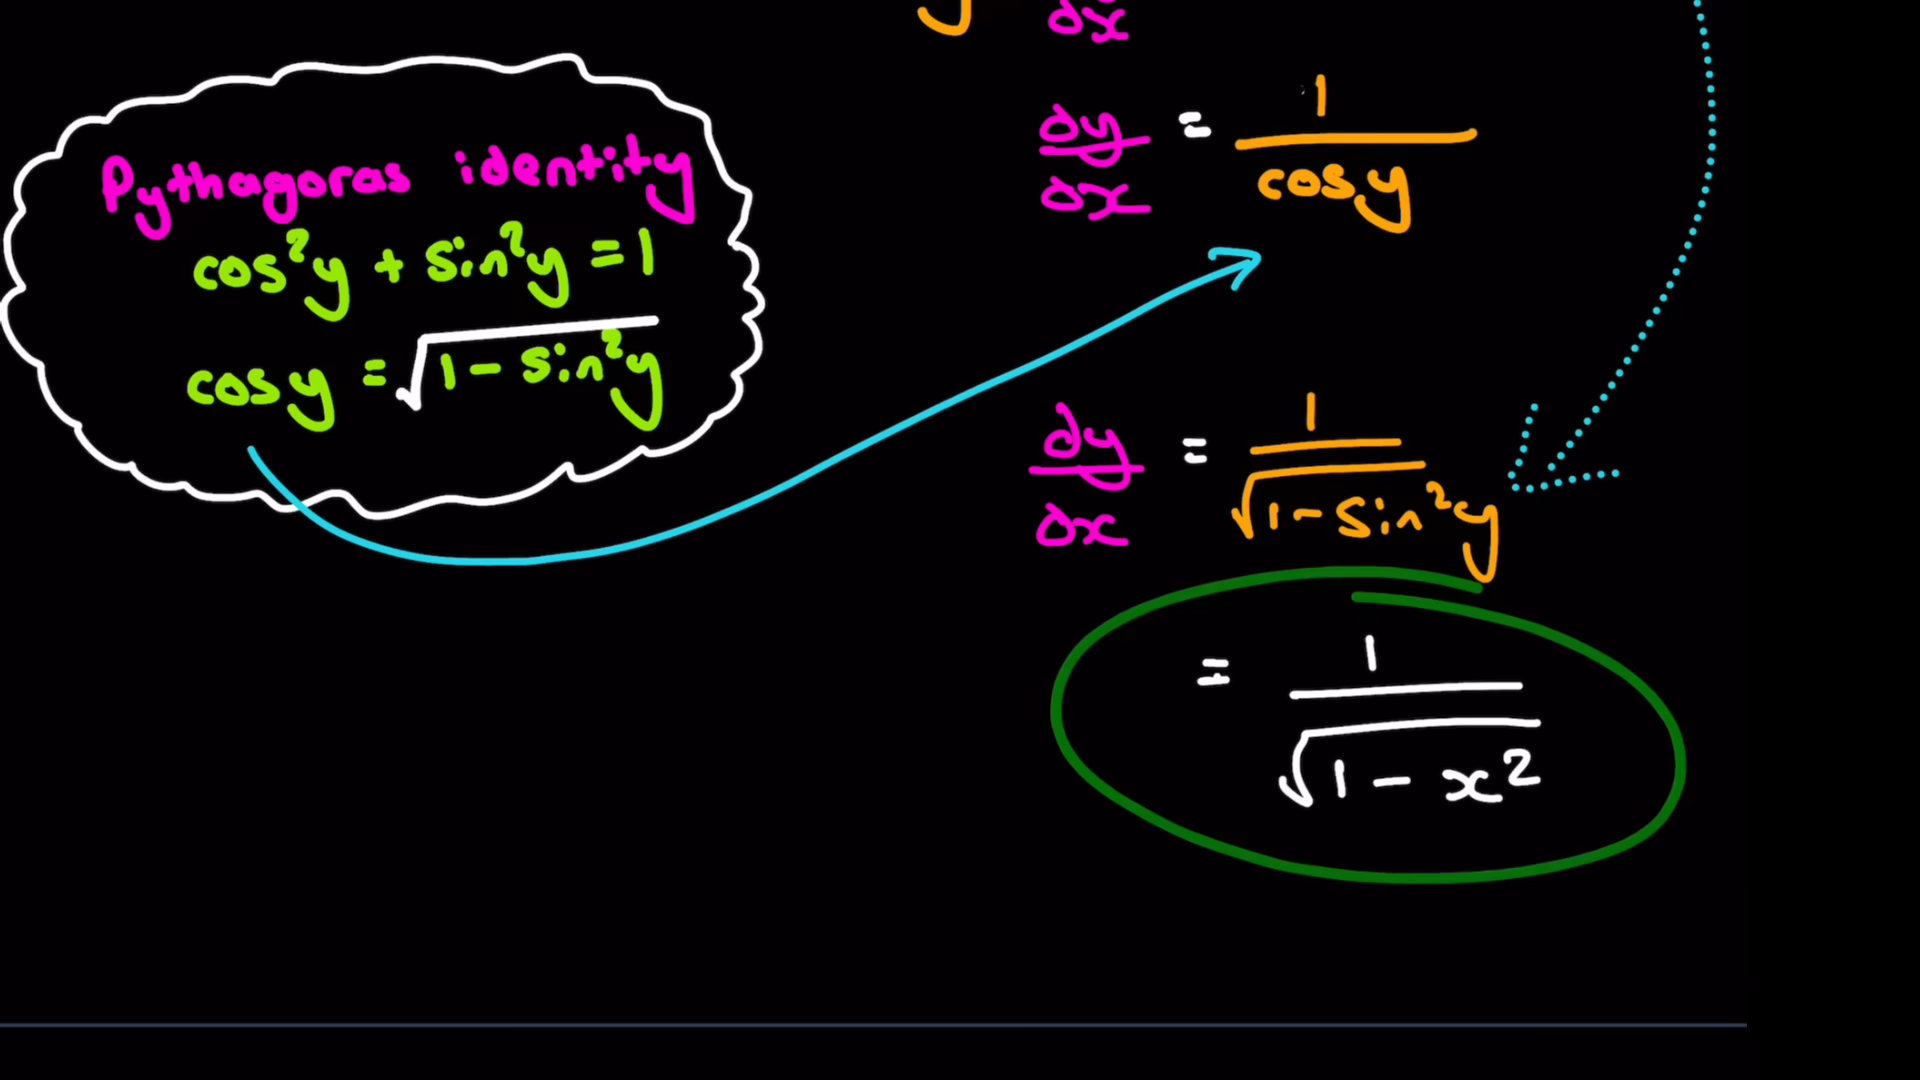 Pythagoras identity
cos²y + sin²y = 1
cosy = √(1 - sin²y)
y
dx
dy/dx = 1/cosy
dy/dx = 1/√(1 - sin²y)
= 1/√(1 - x²)